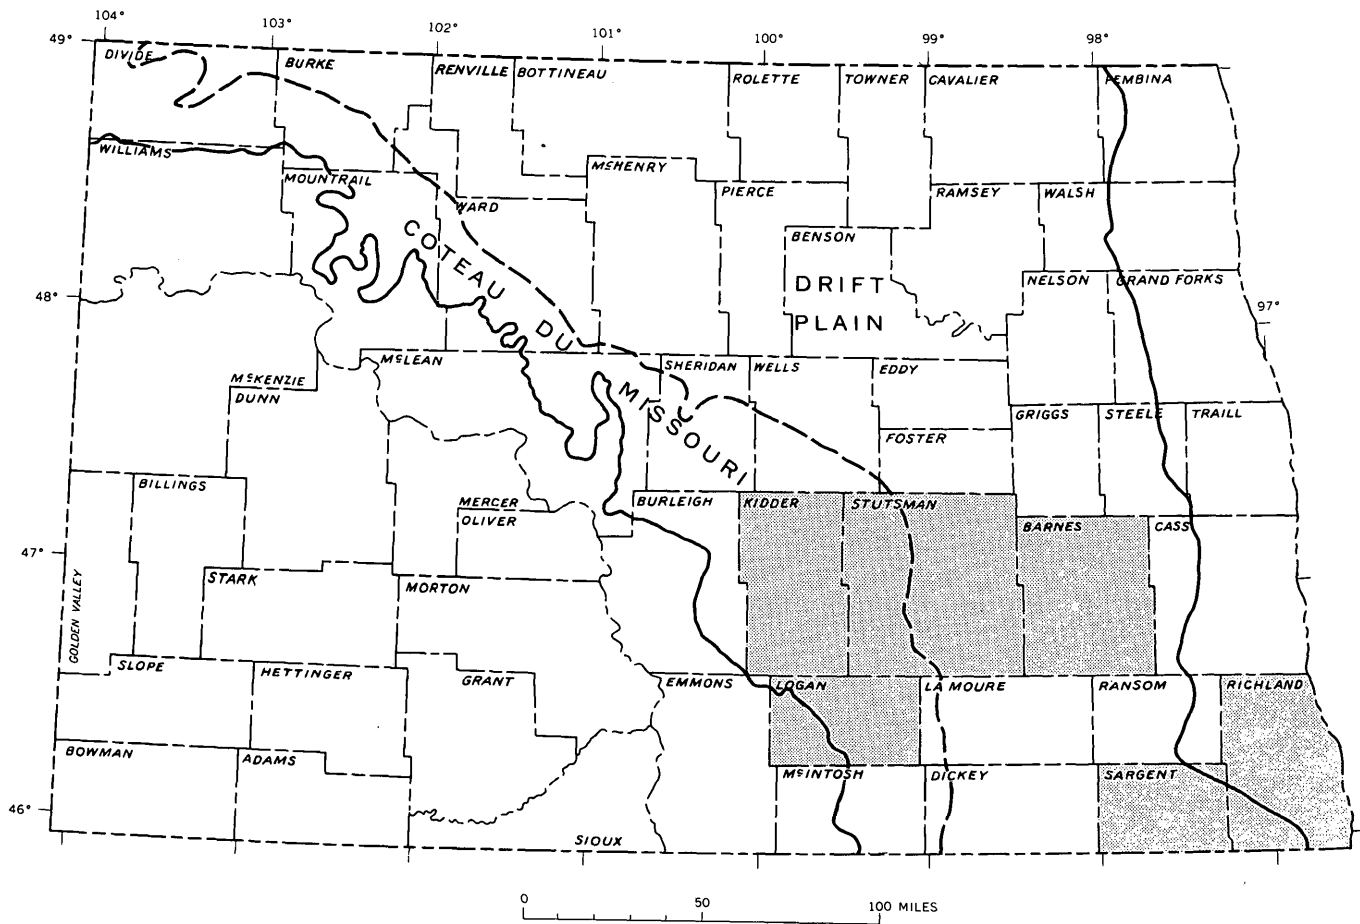 104°
103°
102°
101°
100°
99°
98°
49°
DIVIDE
BURKE
RENVILLE
BOTTINEAU
ROLETTE
TOWNER
CAVALIER
PEMBINA
WILLIAMS
MOUNTRAIL
WARD
McHENRY
PIERCE
BENSON
RAMSEY
WALSH
COTEAU DU MISSOURI
DRIFT
PLAIN
NELSON
GRAND FORKS
48°
97°
McKENZIE
DUNN
McLEAN
SHERIDAN
WELLS
EDDY
FOSTER
GRIGGS
STEELE
TRAILL
BILLINGS
MERCER
OLIVER
BURLEIGH
KIDDER
STUTSMAN
BARNES
CASS
47°
GOLDEN VALLEY
STARK
MORTON
SLOPE
HETTINGER
GRANT
EMMONS
LOGAN
LA MOURE
RANSOM
RICHLAND
BOWMAN
ADAMS
McINTOSH
DICKEY
SARGENT
46°
SIOUX
0 50 100 MILES